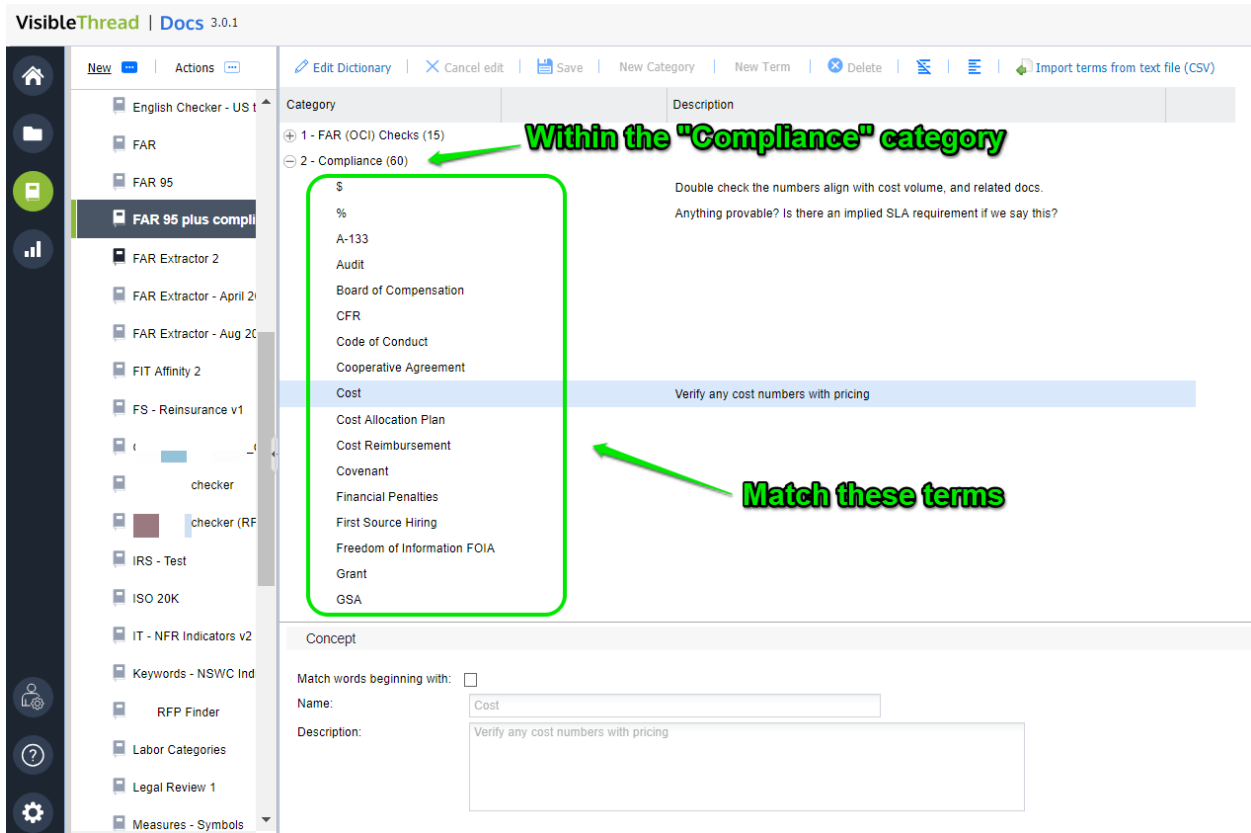 VisibleThread | Docs 3.0.1
New
Actions
Edit Dictionary
Cancel edit
Save
New Category
New Term
Delete
Import terms from text file (CSV)
English Checker - US t
FAR
FAR 95
FAR 95 plus compli
FAR Extractor 2
FAR Extractor - April 20
FAR Extractor - Aug 20
FIT Affinity 2
FS - Reinsurance v1
checker
checker (RF
IRS - Test
ISO 20K
IT - NFR Indicators v2
Keywords - NSWC Ind
RFP Finder
Labor Categories
Legal Review 1
Measures - Symbols
Category
Description
1 - FAR (OCI) Checks (15)
Within the "Compliance" category
2 - Compliance (60)
$
Double check the numbers align with cost volume, and related docs.
%
Anything provable? Is there an implied SLA requirement if we say this?
A-133
Audit
Board of Compensation
CFR
Code of Conduct
Cooperative Agreement
Cost
Verify any cost numbers with pricing
Cost Allocation Plan
Cost Reimbursement
Covenant
Financial Penalties
Match these terms
First Source Hiring
Freedom of Information FOIA
Grant
GSA
Concept
Match words beginning with:
Name:
Cost
Description:
Verify any cost numbers with pricing